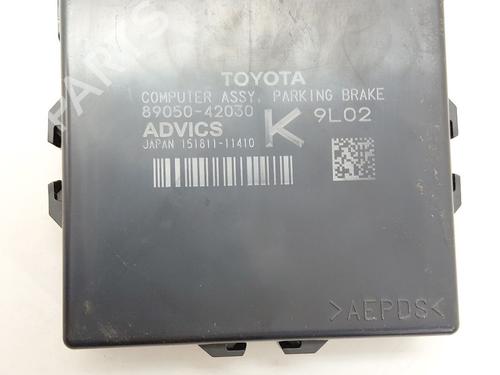 TOYOTA
COMPUTER ASSY, PARKING BRAKE
89050-42030
ADVICS K 9L02
JAPAN 151811-11410
>AEPDS<